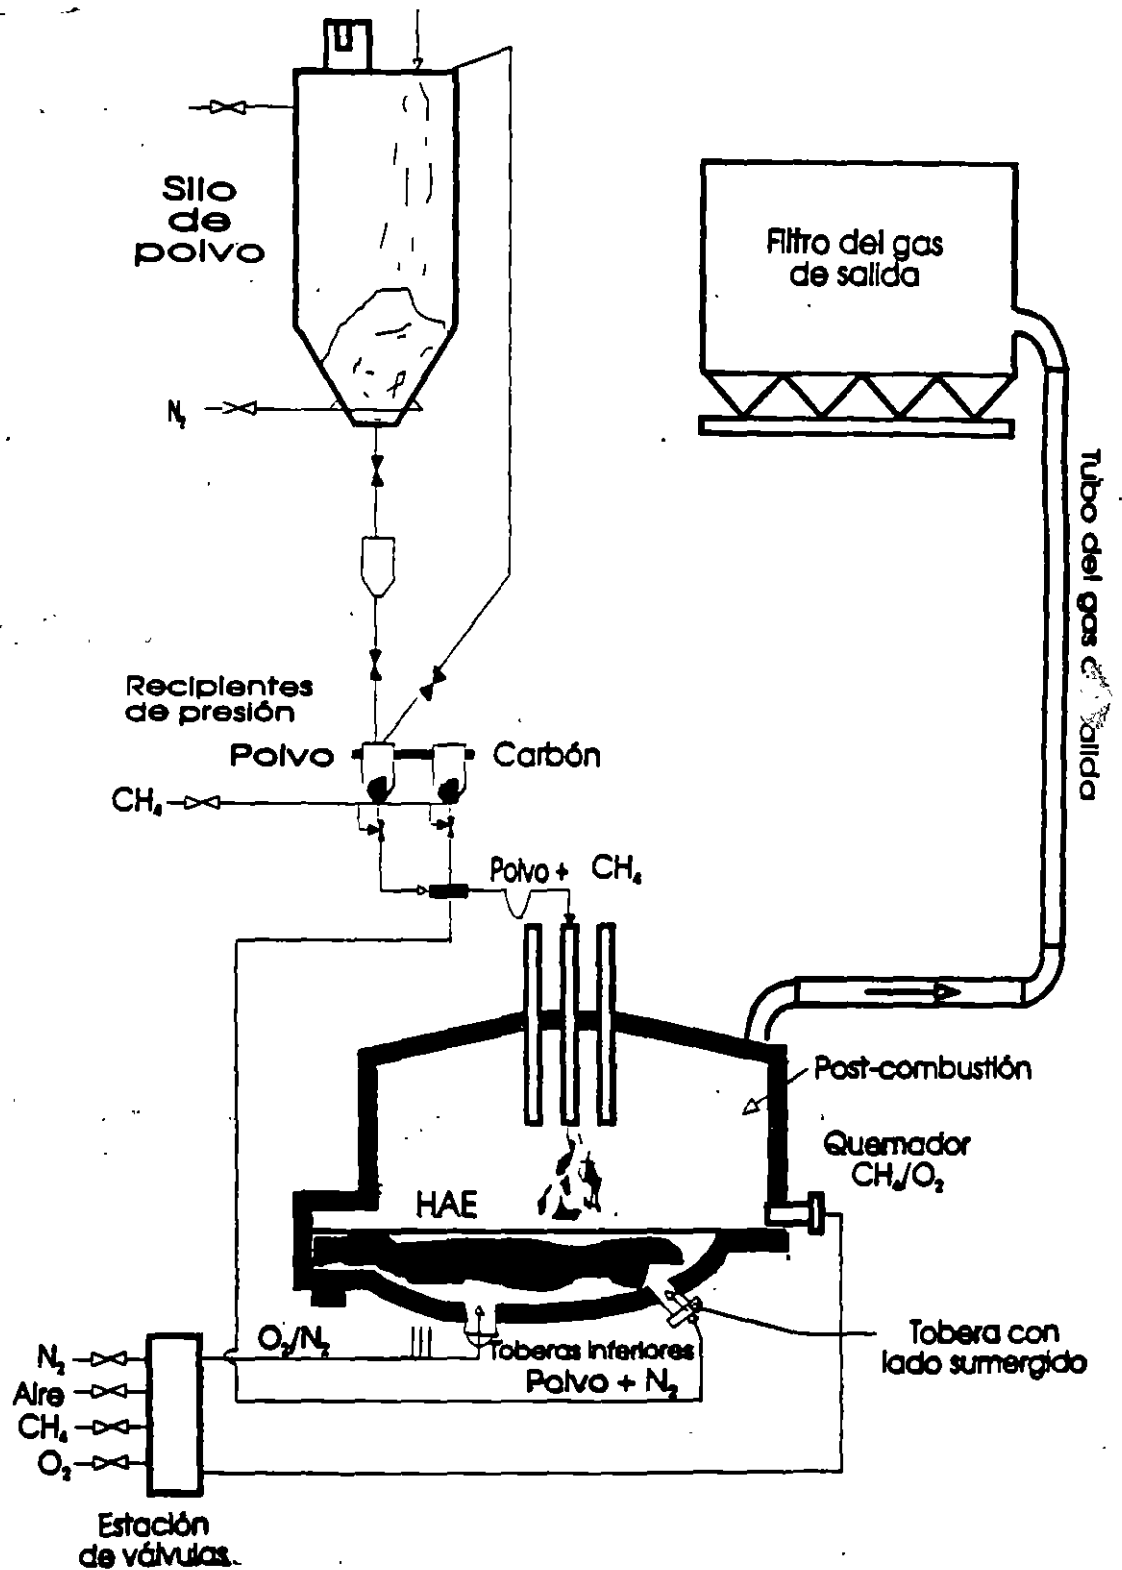 Silo
de
polvo
Filtro del gas
de salida
N₂
Tubo del gas
alida
Recipientes
de presión
Polvo
Carbón
CH₄
Polvo + CH₄
Post-combustión
Quemador
CH₄/O₂
HAE
O₂/N₂
Toberas inferiores
Polvo + N₂
Tobera con
lado sumergido
N₂
Aire
CH₄
O₂
Estación
de válvulas